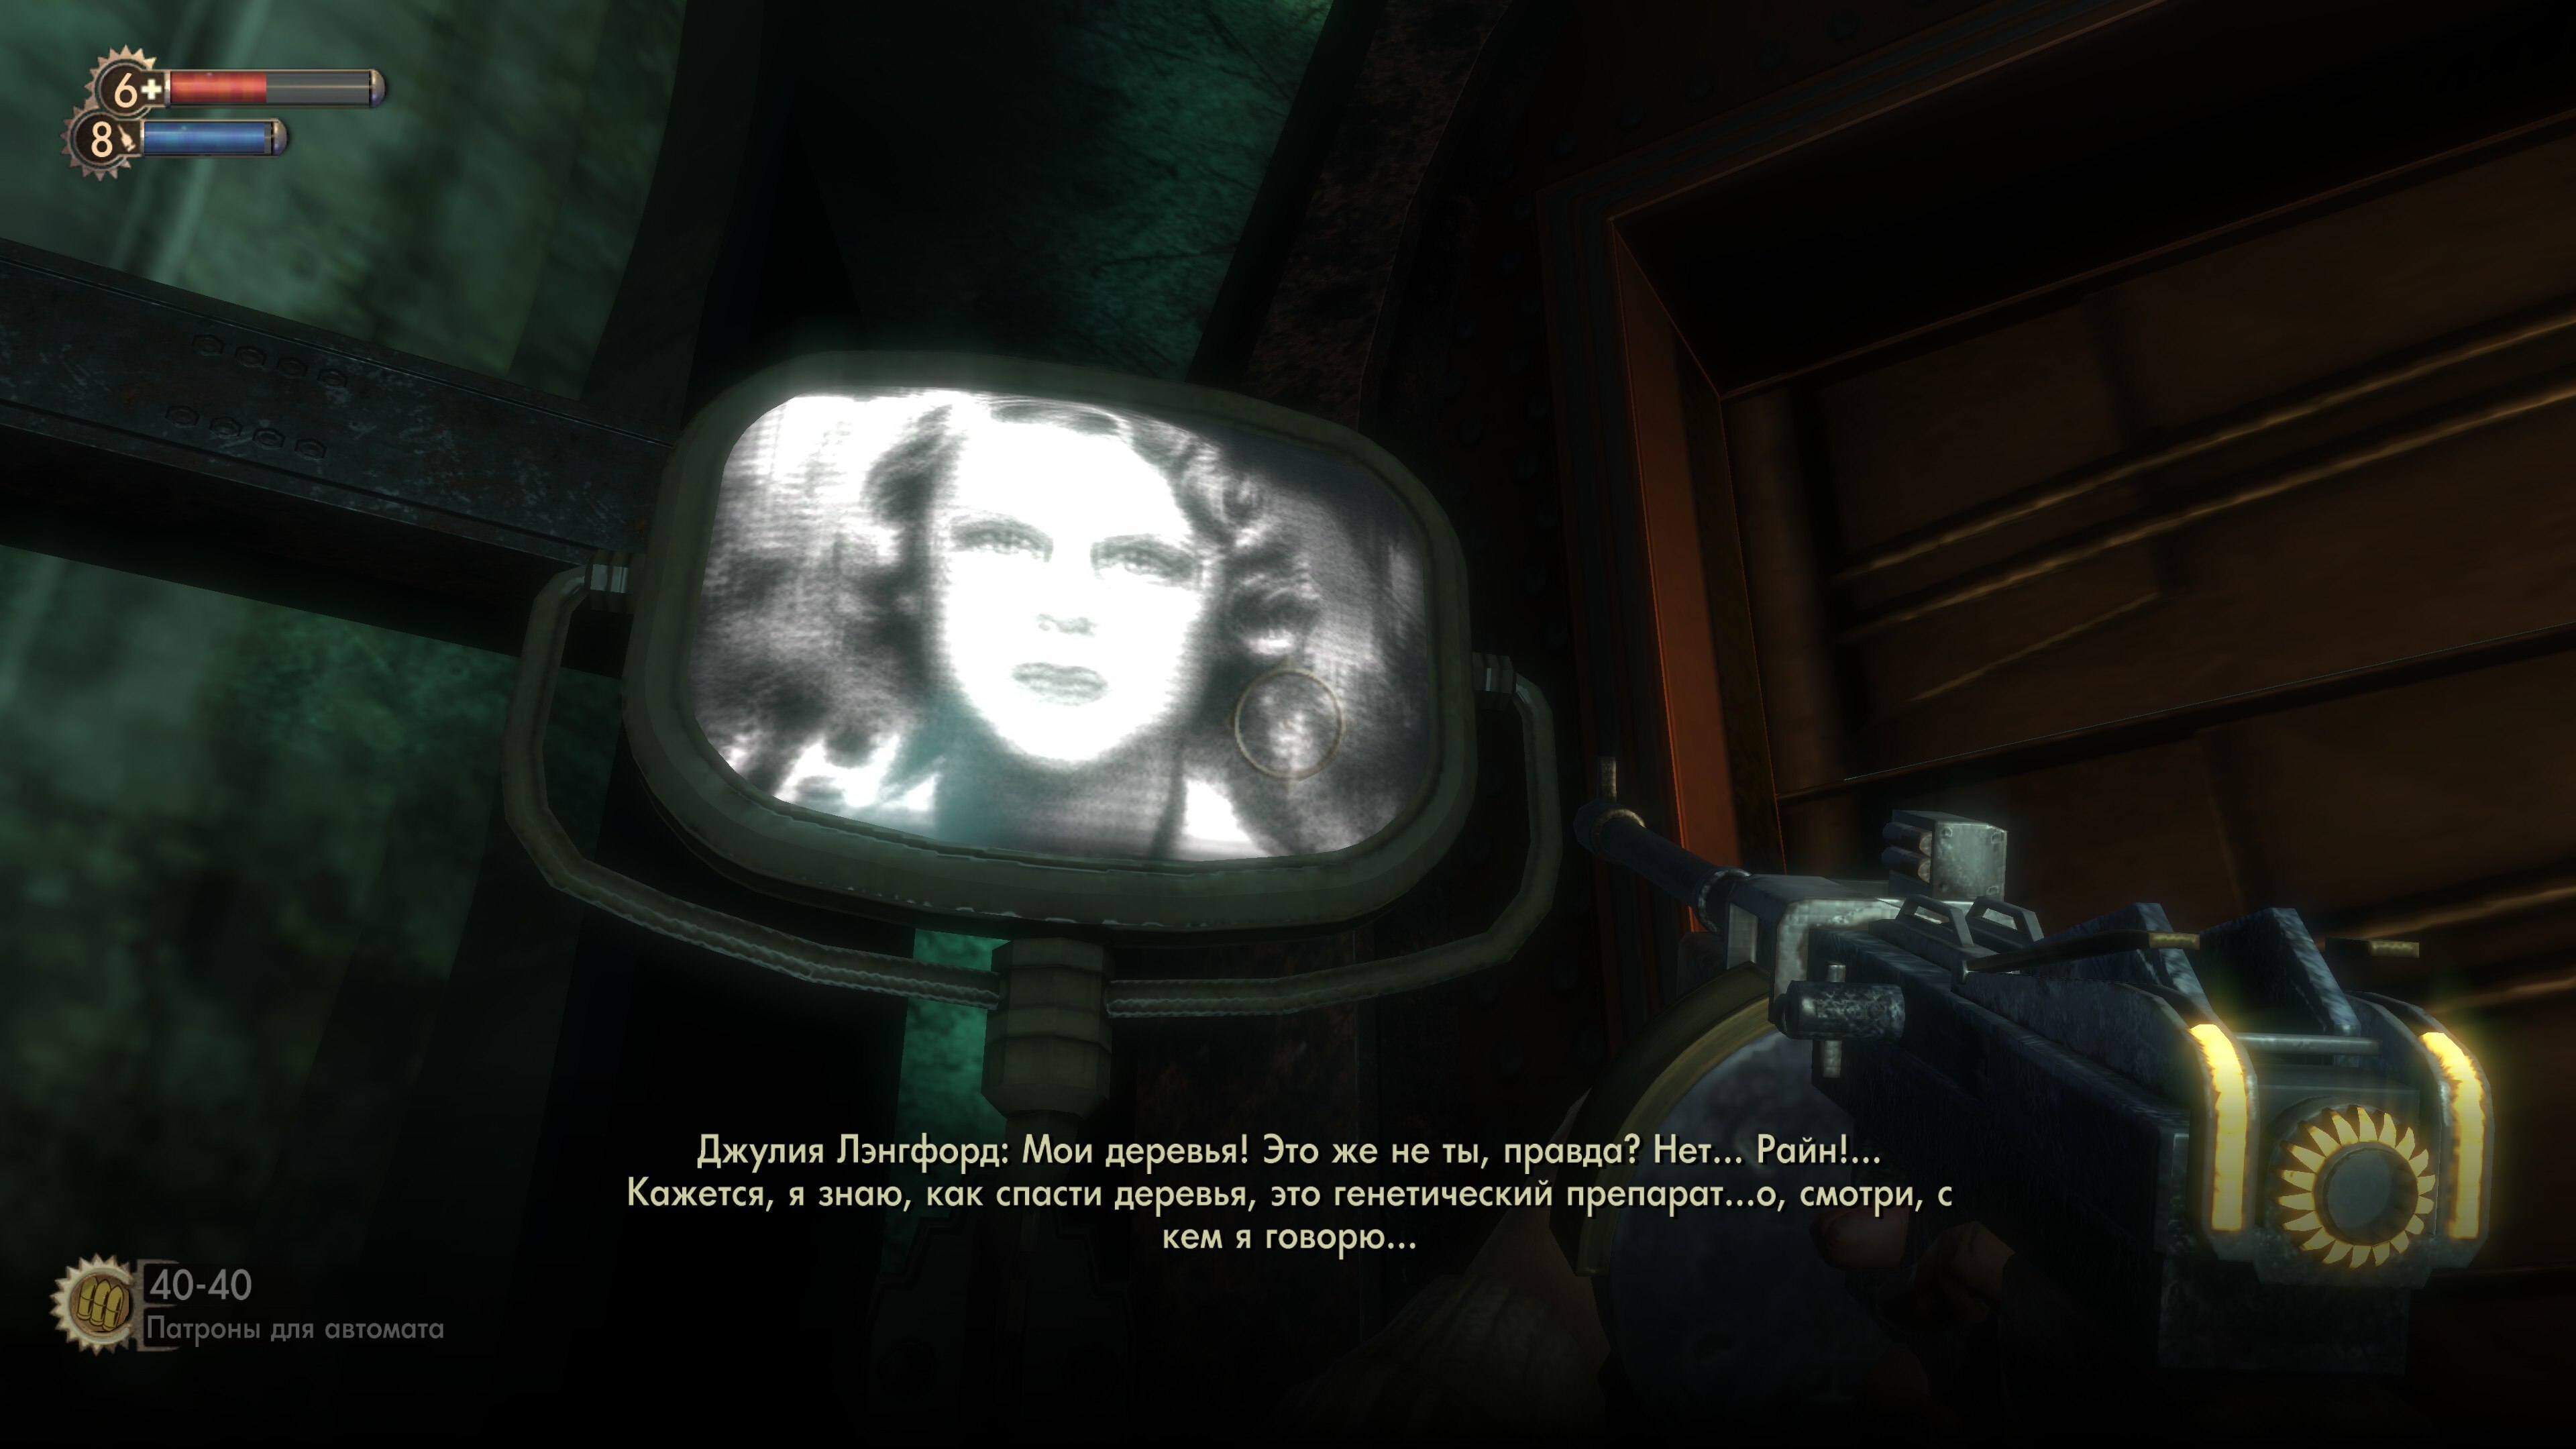 6
8
Джулия Лэнгфорд: Мои деревья! Это же не ты, правда? Нет... Райн!...
Кажется, я знаю, как спасти деревья, это генетический препарат...о, смотри, с
кем я говорю...
40-40
Патроны для автомата